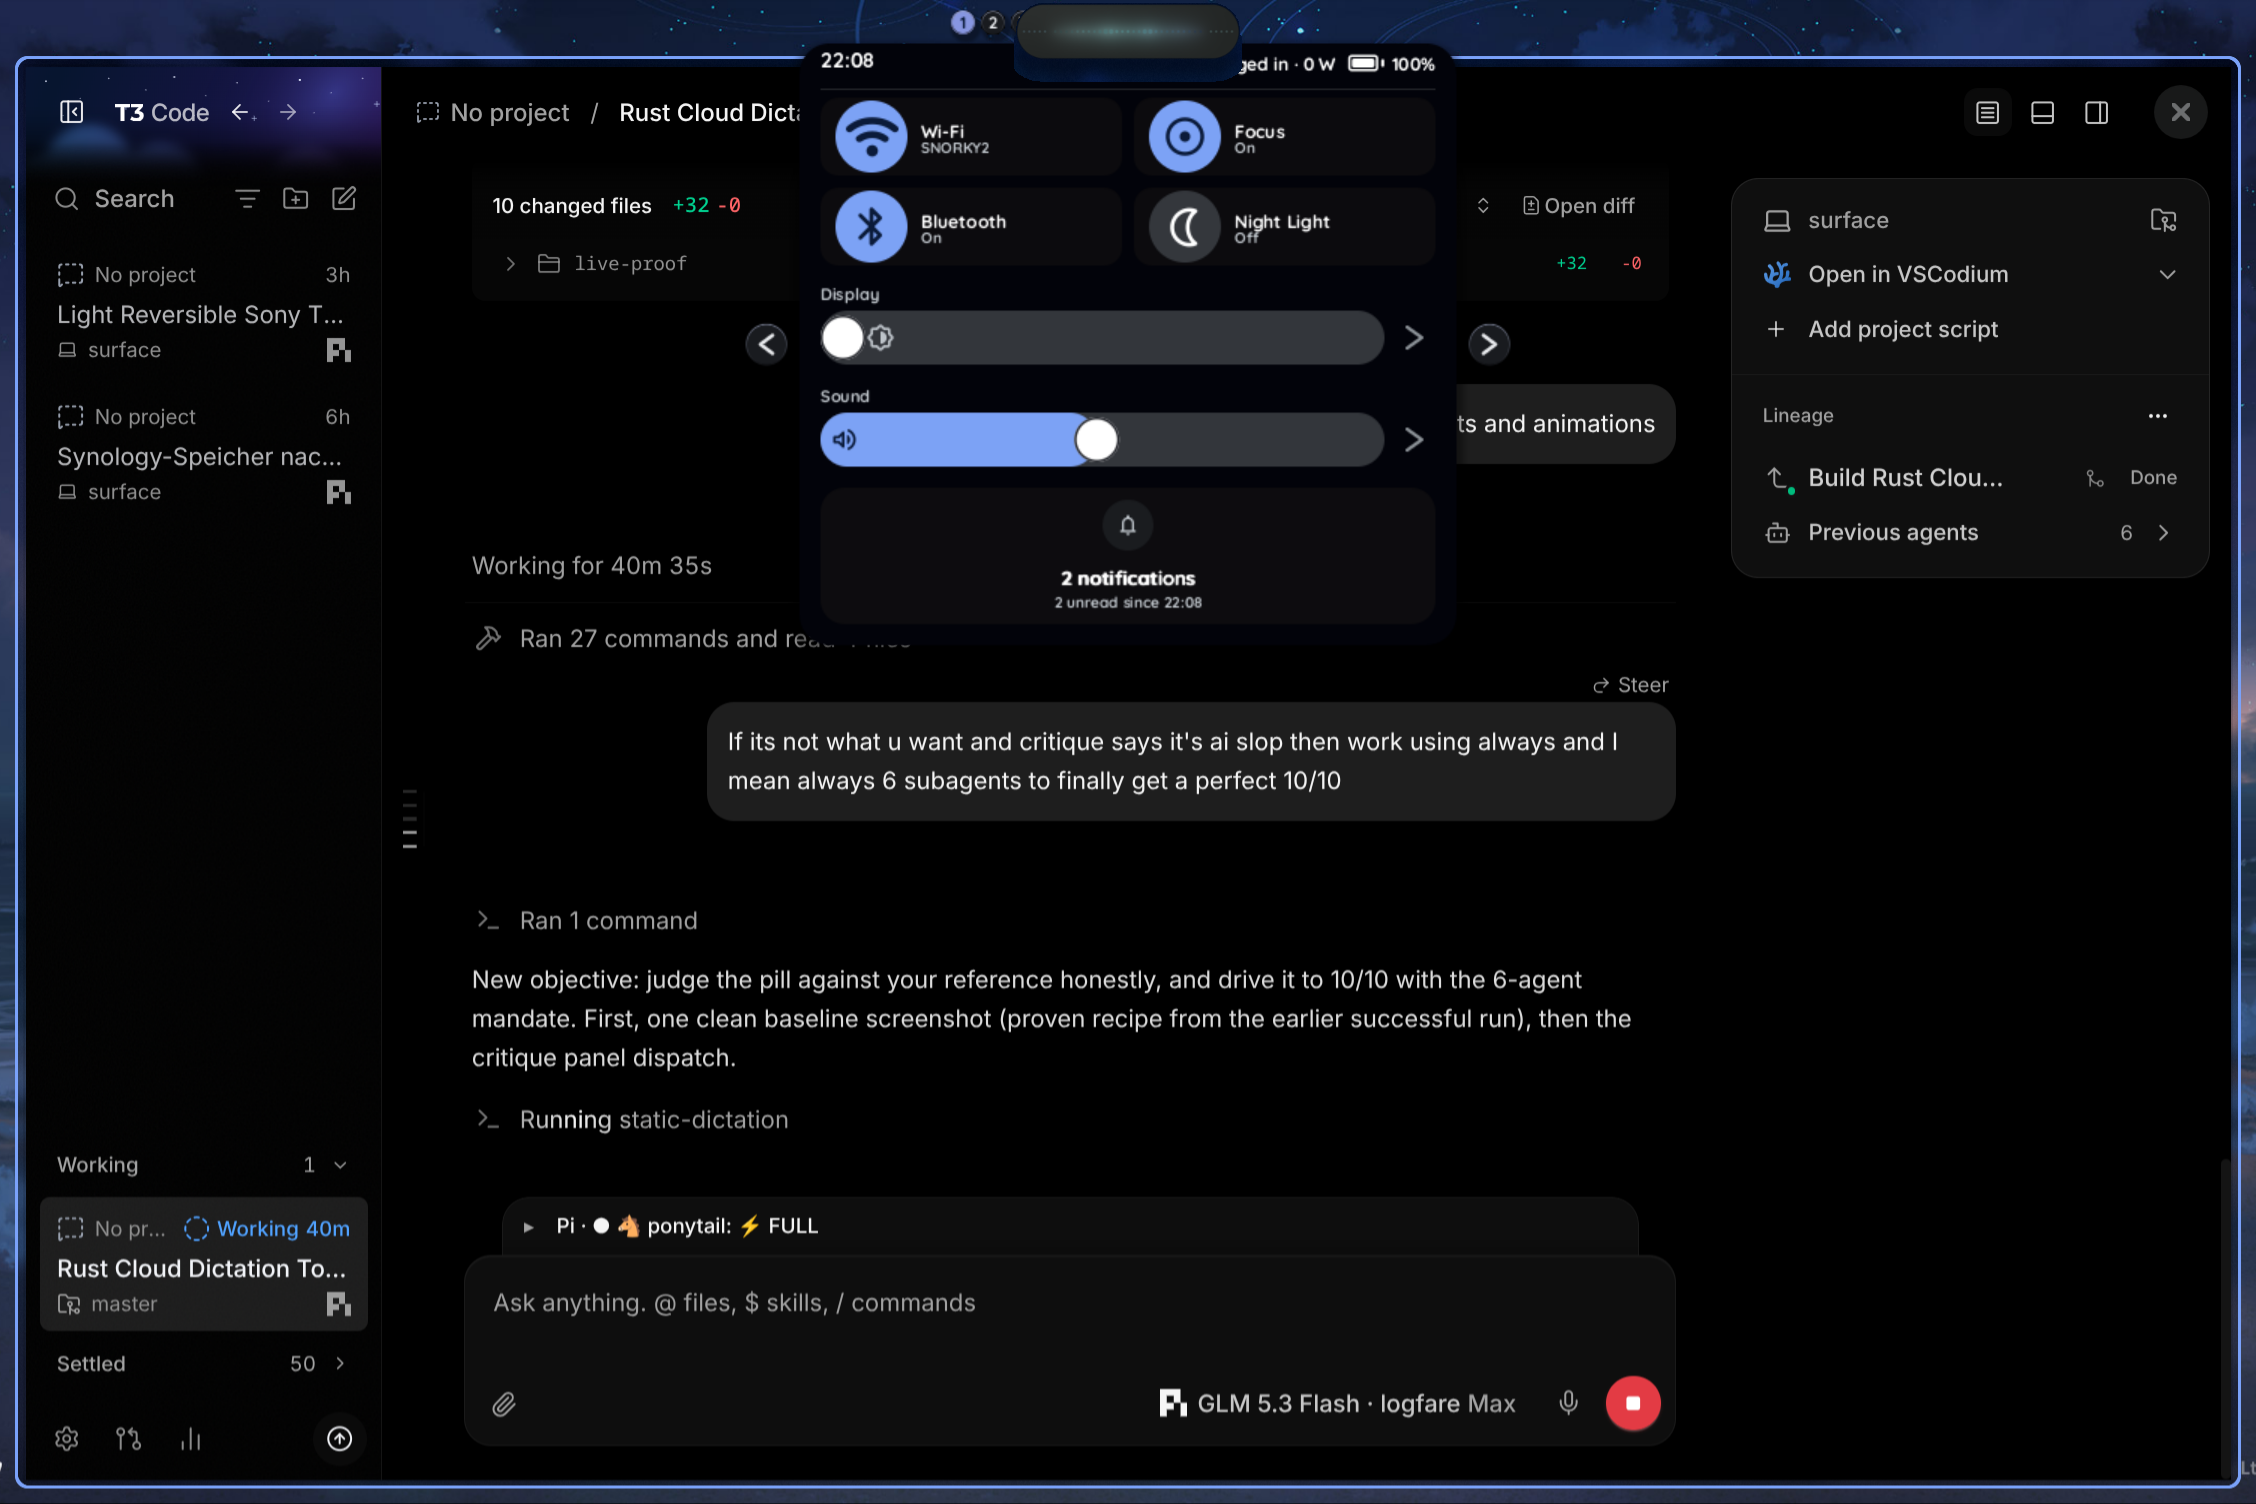 1 2
22:08
ged in · 0 W 100%
T3 Code
No project / Rust Cloud Dicta
Search
No project 3h
Light Reversible Sony T...
surface
No project 6h
Synology-Speicher nac...
surface
Working 1
No pr... Working 40m
Rust Cloud Dictation To...
master
Settled 50
10 changed files +32 -0
Open diff
live-proof
+32 -0
Wi-Fi
SNORKY2
Focus
On
Bluetooth
On
Night Light
Off
Display
Sound
2 notifications
2 unread since 22:08
ts and animations
Working for 40m 35s
Ran 27 commands and read 4 files
Steer
If its not what u want and critique says it's ai slop then work using always and I
mean always 6 subagents to finally get a perfect 10/10
Ran 1 command
New objective: judge the pill against your reference honestly, and drive it to 10/10 with the 6-agent
mandate. First, one clean baseline screenshot (proven recipe from the earlier successful run), then the
critique panel dispatch.
Running static-dictation
Pi · ● 🐴 ponytail: ⚡ FULL
Ask anything. @ files, $ skills, / commands
GLM 5.3 Flash · logfare Max
surface
Open in VSCodium
Add project script
Lineage
Build Rust Clou... Done
Previous agents 6